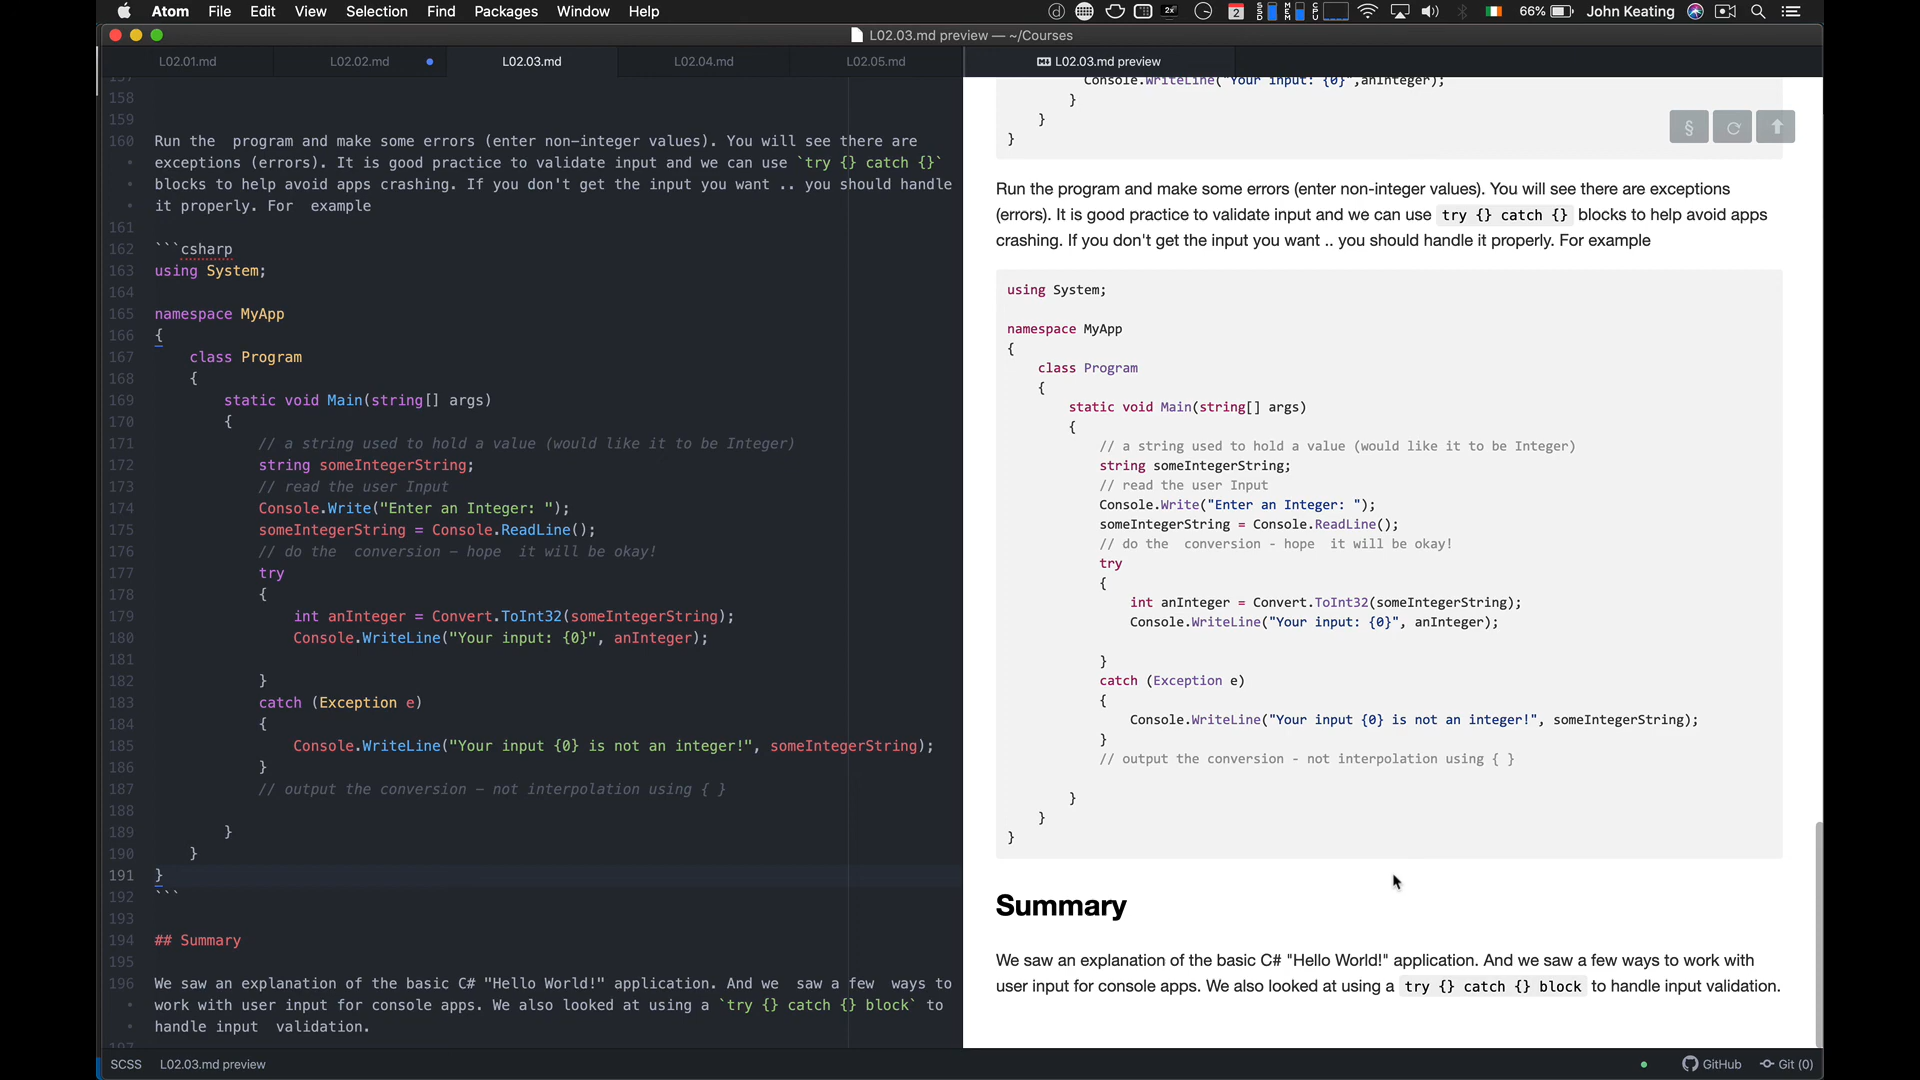 Atom File Edit View Selection Find Packages Window Help 2x 2 SSD MEM CPU 66% John Keating
L02.03.md preview — ~/Courses
L02.01.md L02.02.md L02.03.md L02.04.md L02.05.md L02.03.md preview
157
158
159
160 Run the  program and make some errors (enter non-integer values). You will see there are
• exceptions (errors). It is good practice to validate input and we can use `try {} catch {}`
• blocks to help avoid apps crashing. If you don't get the input you want .. you should handle
• it properly. For  example
161
162 ```csharp
163 using System;
164
165 namespace MyApp
166 {
167     class Program
168     {
169         static void Main(string[] args)
170         {
171             // a string used to hold a value (would like it to be Integer)
172             string someIntegerString;
173             // read the user Input
174             Console.Write("Enter an Integer: ");
175             someIntegerString = Console.ReadLine();
176             // do the  conversion - hope  it will be okay!
177             try
178             {
179                 int anInteger = Convert.ToInt32(someIntegerString);
180                 Console.WriteLine("Your input: {0}", anInteger);
181
182             }
183             catch (Exception e)
184             {
185                 Console.WriteLine("Your input {0} is not an integer!", someIntegerString);
186             }
187             // output the conversion - not interpolation using { }
188
189         }
190     }
191 }
192 ```
193
194 ## Summary
195
196 We saw an explanation of the basic C# "Hello World!" application. And we  saw a few  ways to
• work with user input for console apps. We also looked at using a `try {} catch {} block` to
• handle input  validation.
197
Console.WriteLine("Your input: {0}",anInteger);
}
}
}
§
Run the program and make some errors (enter non-integer values). You will see there are exceptions
(errors). It is good practice to validate input and we can use try {} catch {} blocks to help avoid apps
crashing. If you don't get the input you want .. you should handle it properly. For example
using System;
namespace MyApp
{
    class Program
    {
        static void Main(string[] args)
        {
            // a string used to hold a value (would like it to be Integer)
            string someIntegerString;
            // read the user Input
            Console.Write("Enter an Integer: ");
            someIntegerString = Console.ReadLine();
            // do the  conversion - hope  it will be okay!
            try
            {
                int anInteger = Convert.ToInt32(someIntegerString);
                Console.WriteLine("Your input: {0}", anInteger);
            }
            catch (Exception e)
            {
                Console.WriteLine("Your input {0} is not an integer!", someIntegerString);
            }
            // output the conversion - not interpolation using { }
        }
    }
}
Summary
We saw an explanation of the basic C# "Hello World!" application. And we saw a few ways to work with
user input for console apps. We also looked at using a try {} catch {} block to handle input validation.
SCSS L02.03.md preview GitHub Git (0)